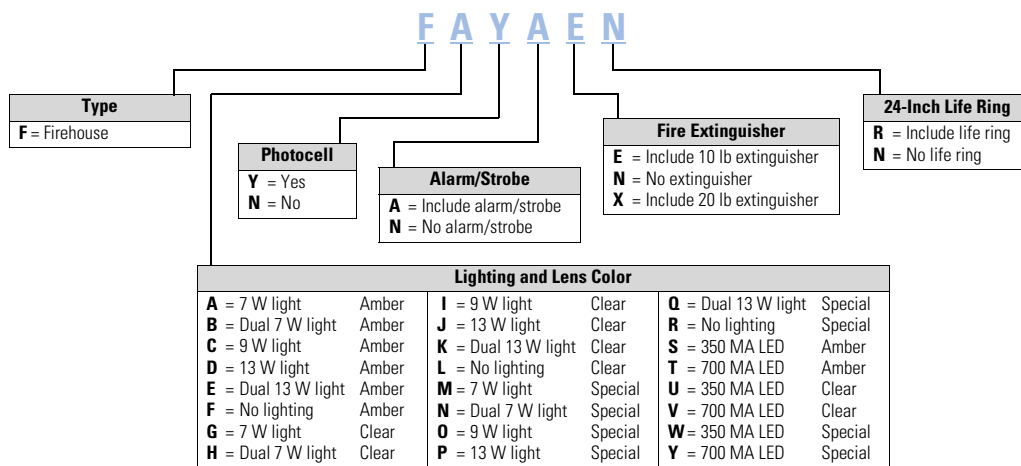 F A Y A E N
Type
F = Firehouse
24-Inch Life Ring
R = Include life ring
N = No life ring
Fire Extinguisher
E = Include 10 lb extinguisher
N = No extinguisher
X = Include 20 lb extinguisher
Photocell
Y = Yes
N = No
Alarm/Strobe
A = Include alarm/strobe
N = No alarm/strobe
Lighting and Lens Color
A = 7 W light Amber
B = Dual 7 W light Amber
C = 9 W light Amber
D = 13 W light Amber
E = Dual 13 W light Amber
F = No lighting Amber
G = 7 W light Clear
H = Dual 7 W light Clear
I = 9 W light Clear
J = 13 W light Clear
K = Dual 13 W light Clear
L = No lighting Clear
M = 7 W light Special
N = Dual 7 W light Special
O = 9 W light Special
P = 13 W light Special
Q = Dual 13 W light Special
R = No lighting Special
S = 350 MA LED Amber
T = 700 MA LED Amber
U = 350 MA LED Clear
V = 700 MA LED Clear
W = 350 MA LED Special
Y = 700 MA LED Special